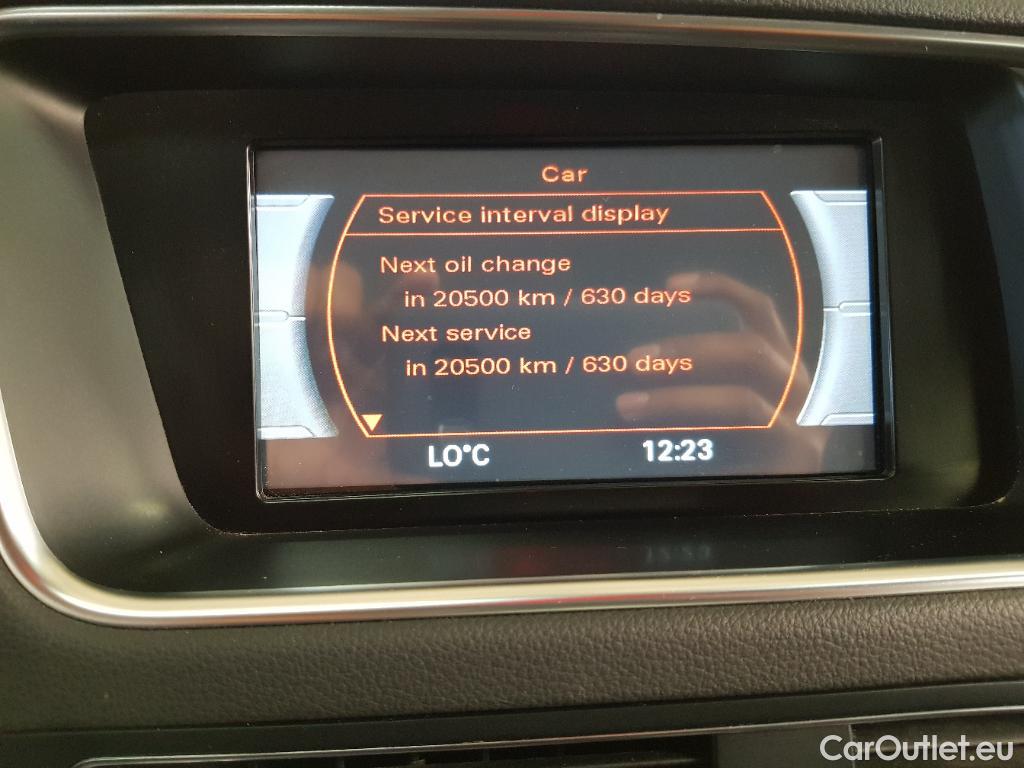 Car
Service interval display
Next oil change
in 20500 km / 630 days
Next service
in 20500 km / 630 days
LO°C
12:23
CarOutlet.eu